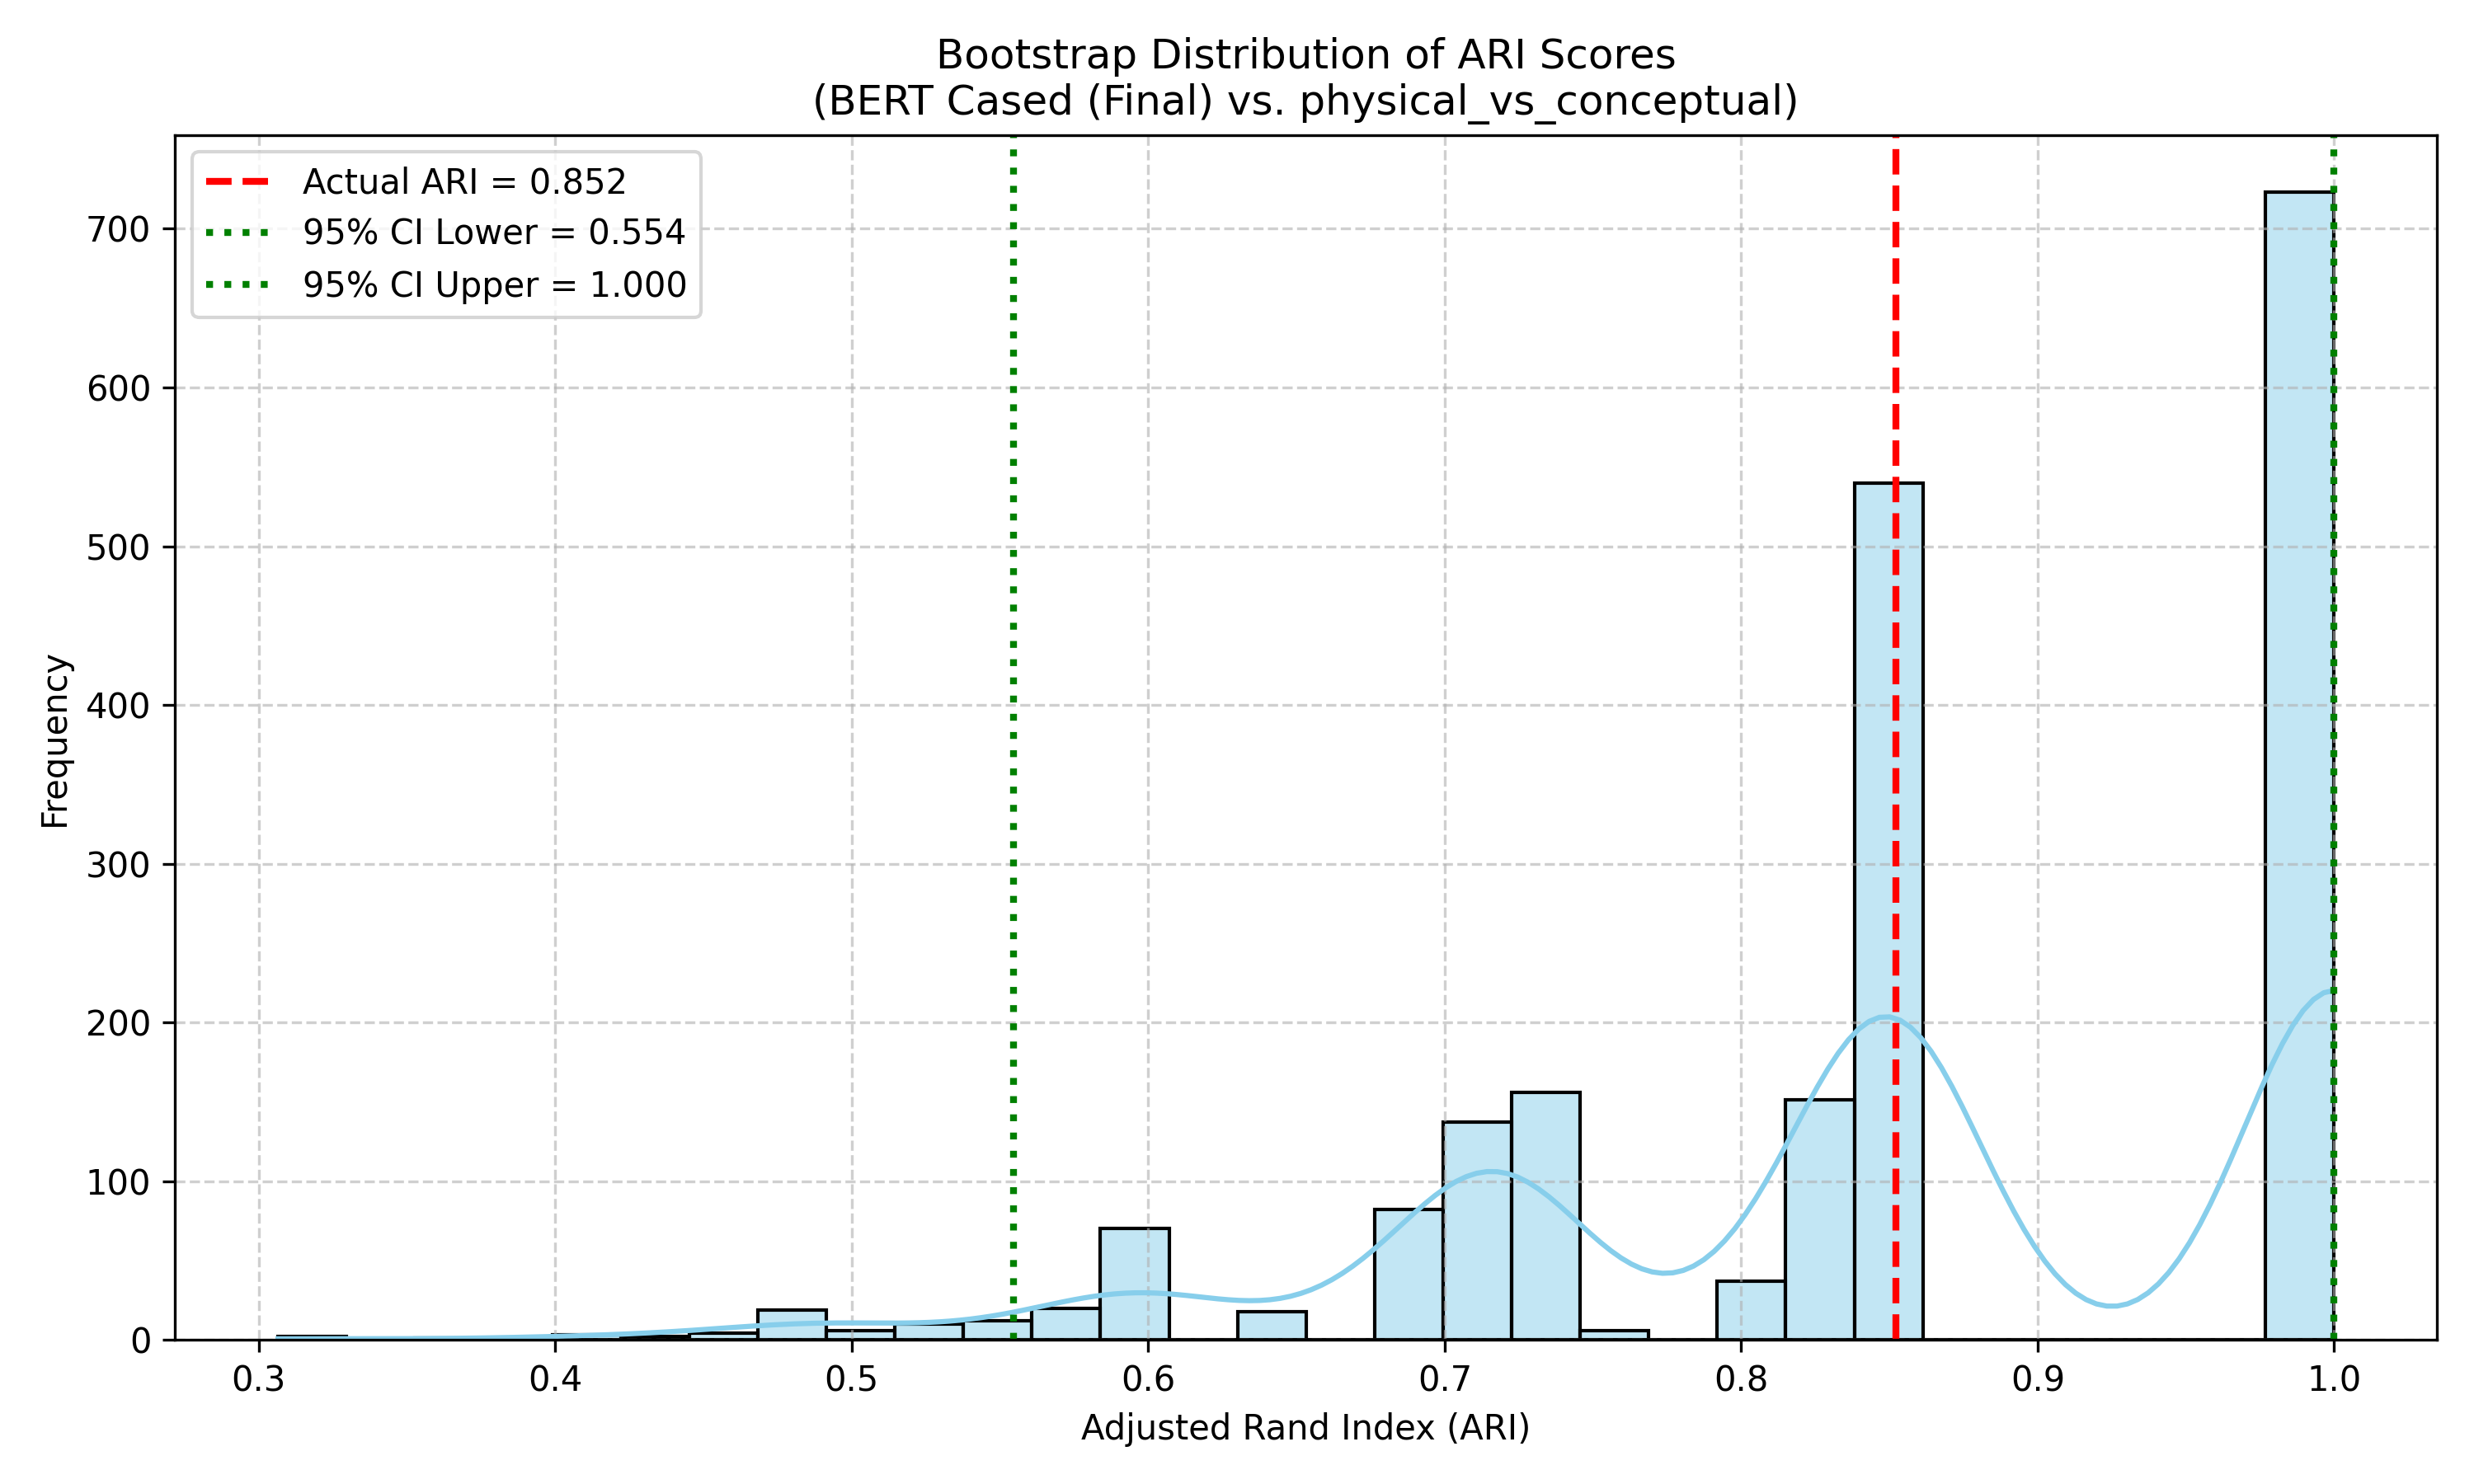 Bootstrap Distribution of ARI Scores
(BERT Cased (Final) vs. physical_vs_conceptual)
Actual ARI = 0.852
95% CI Lower = 0.554
95% CI Upper = 1.000
Frequency
700
600
500
400
300
200
100
0
0.3 0.4 0.5 0.6 0.7 0.8 0.9 1.0
Adjusted Rand Index (ARI)